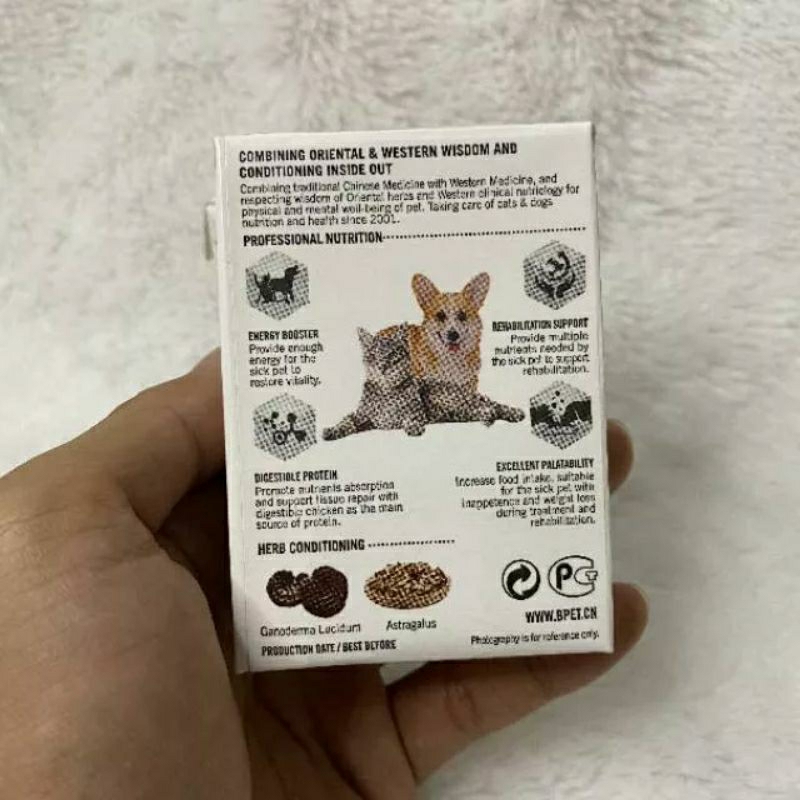 COMBINING ORIENTAL & WESTERN WISDOM AND
CONDITIONING INSIDE OUT
Combining traditional Chinese Medicine with Western Medicine, and
respecting wisdom of Oriental herbs and Western clinical nutriology for
physical and mental well-being of pet. Taking care of cats & dogs
nutrition and health since 2001.
PROFESSIONAL NUTRITION
ENERGY BOOSTER
Provide enough
energy for the
sick pet to
restore vitality.
REHABILITATION SUPPORT
Provide multiple
nutrients needed by
the sick pet to support
rehabilitation.
DIGESTIBLE PROTEIN
Promote nutrients absorption
and support tissue repair with
digestible chicken as the main
source of protein.
EXCELLENT PALATABILITY
Increase food intake, suitable
for the sick pet with
inappetence and weight loss
during treatment and
rehabilitation.
HERB CONDITIONING
Ganoderma Lucidum
Astragalus
PRODUCTION DATE / BEST BEFORE
WWW.BPET.CN
Photography is for reference only.